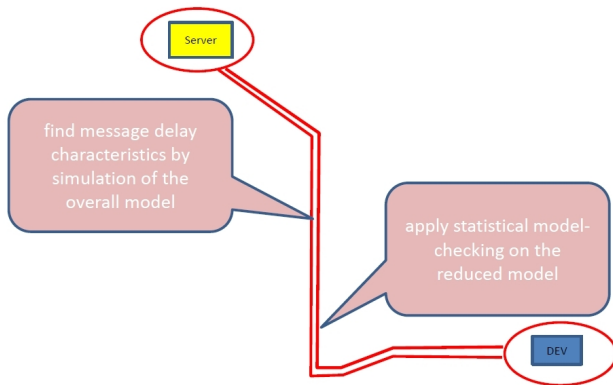 Server
find message delay
characteristics by
simulation of the
overall model
apply statistical model-
checking on the
reduced model
DEV